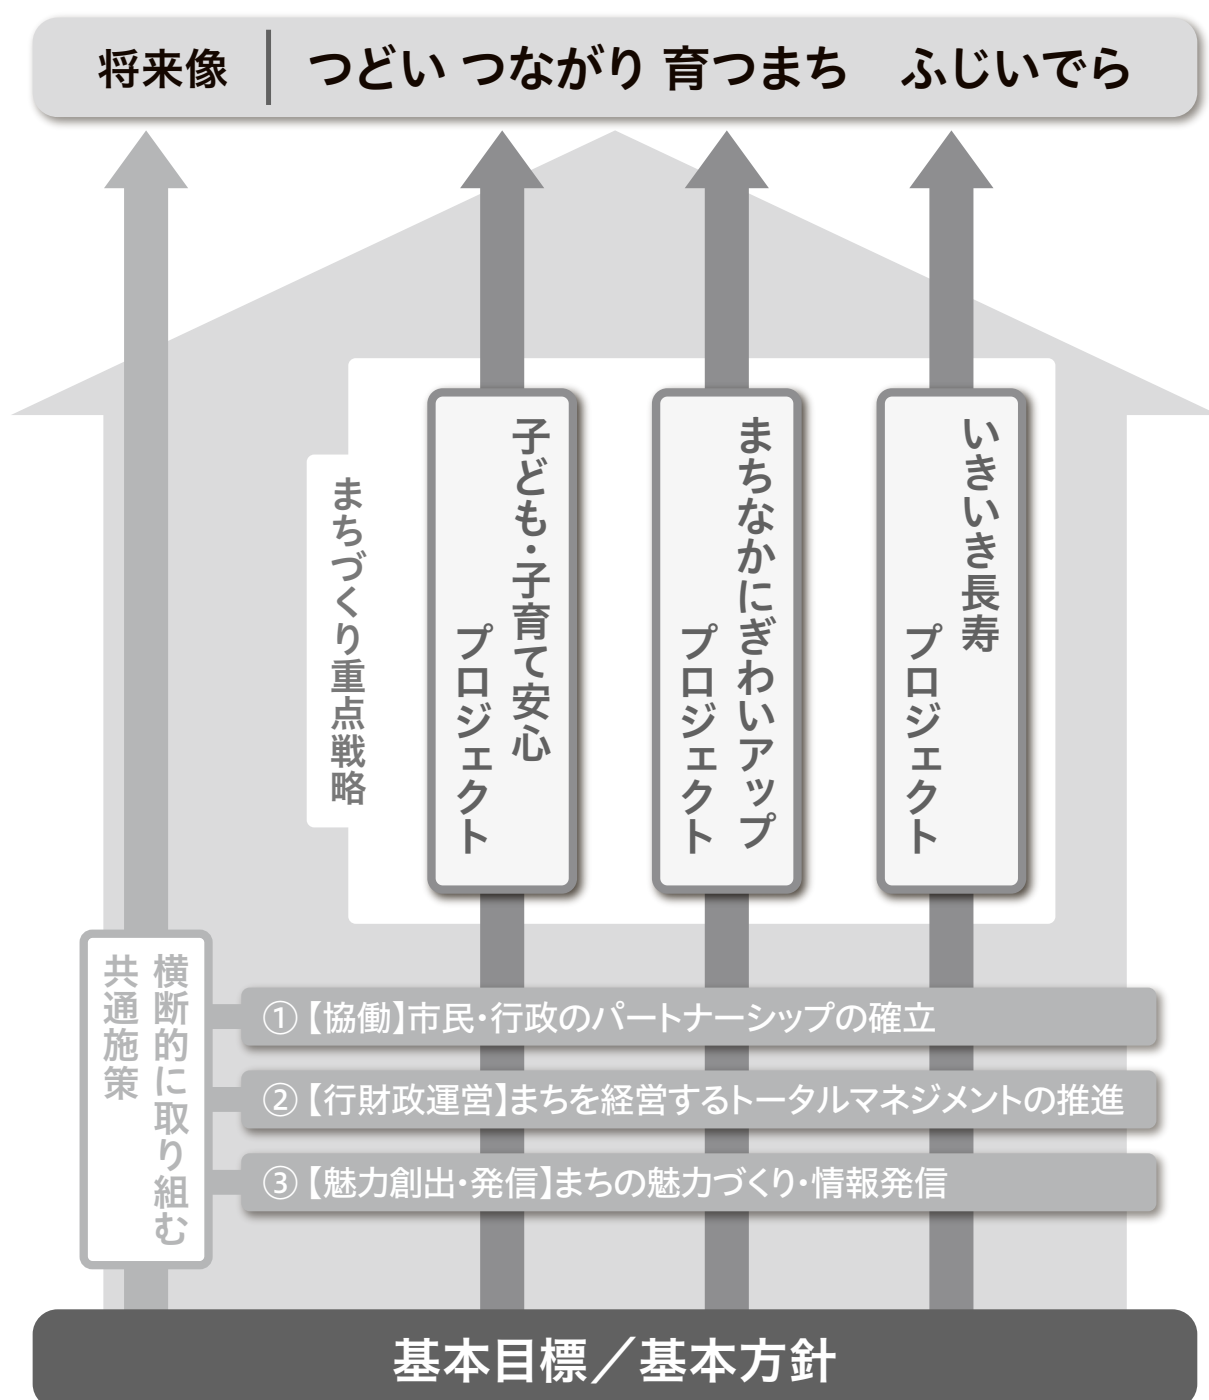 将来像 つどい つながり 育つまち　ふじいでら
まちづくり重点戦略
子ども・子育て安心
プロジェクト
まちなかにぎわいアップ
プロジェクト
いきいき長寿
プロジェクト
横断的に取り組む
共通施策
①【協働】市民・行政のパートナーシップの確立
②【行財政運営】まちを経営するトータルマネジメントの推進
③【魅力創出・発信】まちの魅力づくり・情報発信
基本目標／基本方針